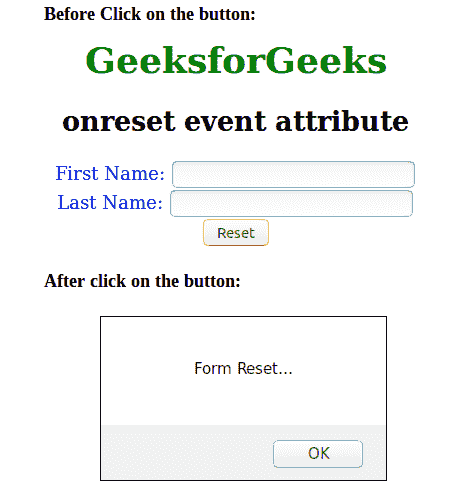 Before Click on the button:
GeeksforGeeks
onreset event attribute
First Name:
Last Name:
Reset
After click on the button:
Form Reset...
OK